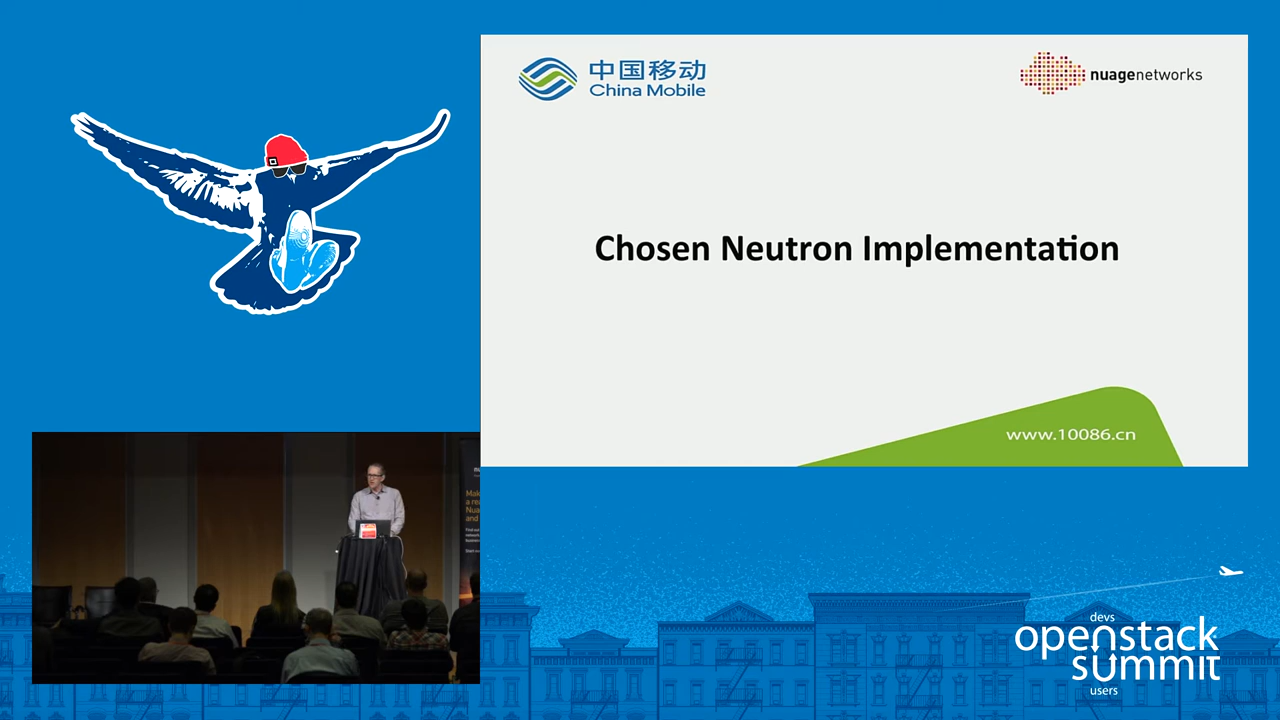 中国移动
China Mobile
nuagenetworks
Chosen Neutron Implementation
www.10086.cn
devs
openstack
summit
users